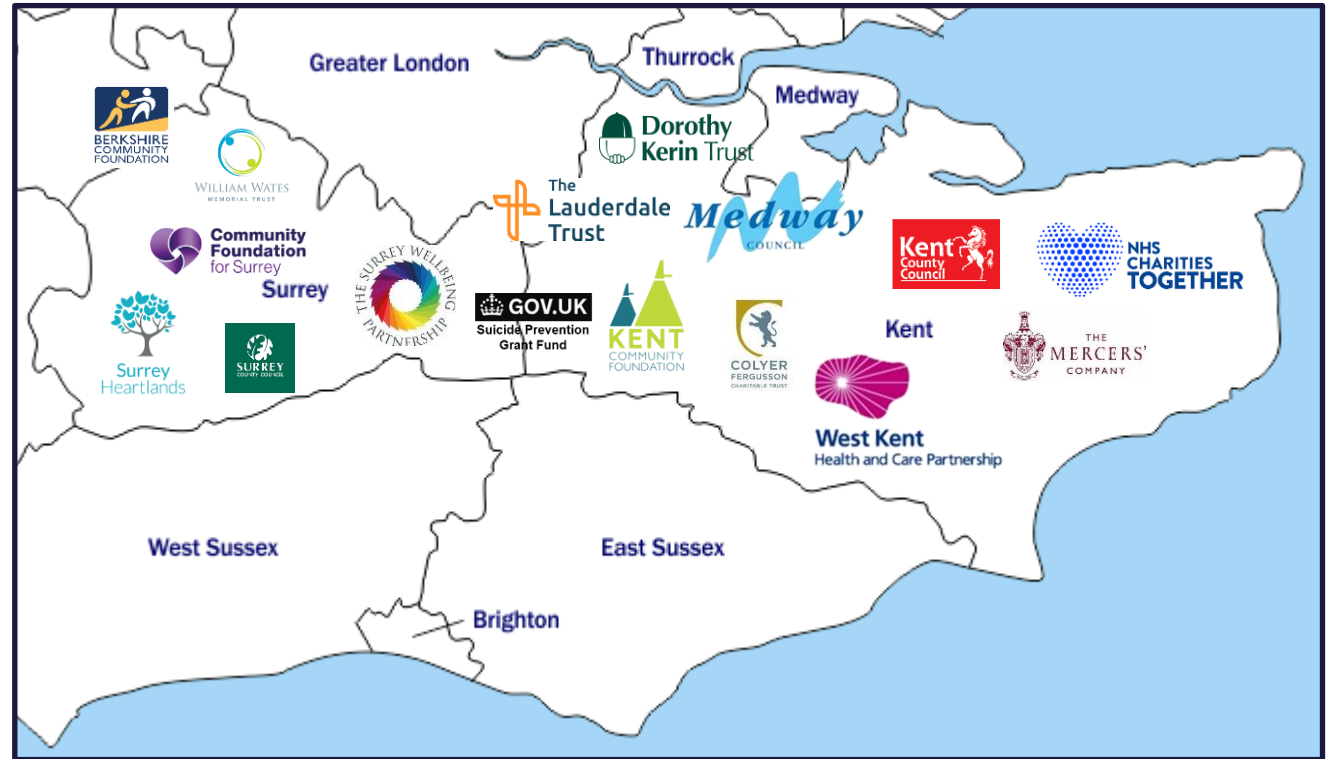 Greater London
Thurrock
Medway
BERKSHIRE
COMMUNITY
FOUNDATION
WILLIAM WATES
MEMORIAL TRUST
Dorothy
Kerin Trust
The
Lauderdale
Trust
Medway
COUNCIL
Community
Foundation
for Surrey
Surrey
THE SURREY WELLBEING
PARTNERSHIP
Kent
County
Council
NHS
CHARITIES
TOGETHER
Surrey
Heartlands
SURREY
COUNTY COUNCIL
GOV.UK
Suicide Prevention
Grant Fund
KENT
COMMUNITY
FOUNDATION
COLYER
FERGUSSON
CHARITABLE TRUST
Kent
THE
MERCERS'
COMPANY
West Kent
Health and Care Partnership
West Sussex
East Sussex
Brighton